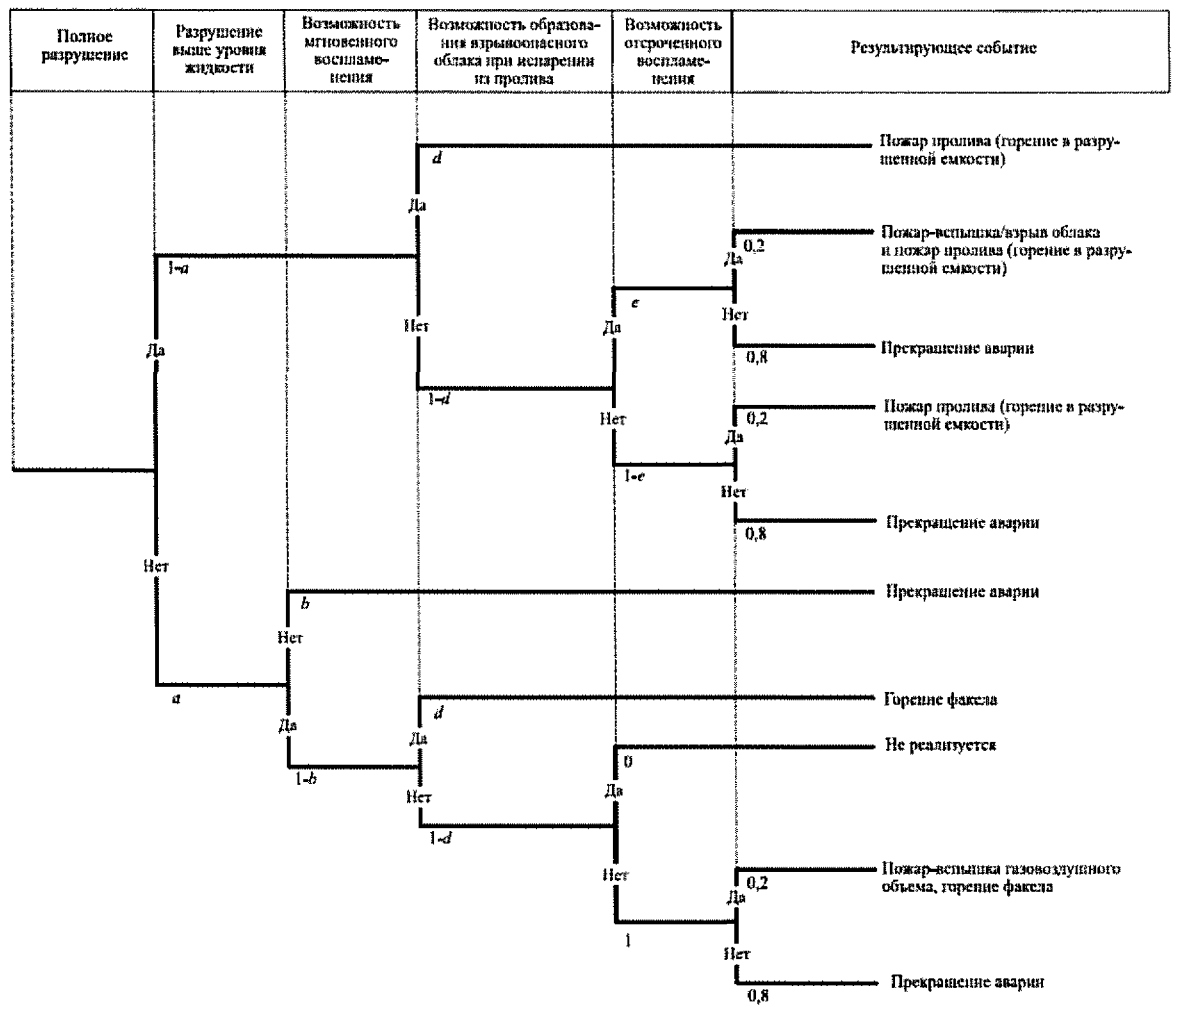 Полное
разрушение
Разрушение
выше уровня
жидкости
Возможность
мгновенного
воспламе-
нения
Возможность образова-
ния взрывоопасного
облака при испарении
из пролива
Возможность
отсроченного
воспламе-
нения
Результирующее событие
d
Пожар пролива (горение в разру-
шенной емкости)
Да
1-a
0,2
Пожар-вспышка/взрыв облака
и пожар пролива (горение в разру-
шенной емкости)
Да
e
Нет
Нет
Да
Да
0,8
Прекращение аварии
1-d
0,2
Пожар пролива (горение в разру-
шенной емкости)
Нет
Да
1-e
Нет
0,8
Прекращение аварии
Нет
b
Прекращение аварии
Нет
a
d
Горение факела
Да
Да
0
Не реализуется
1-b
Нет
Да
1-d
Нет
0,2
Пожар-вспышка газовоздушного
объема, горение факела
Да
1
Нет
0,8
Прекращение аварии